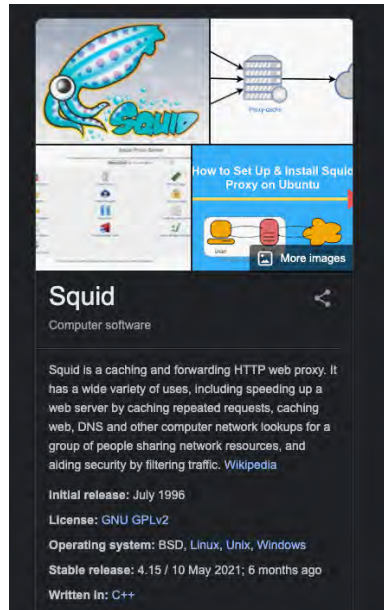 SQUID
Proxy-cache
Squid Proxy Server
How to Set Up & Install Squid
Proxy on Ubuntu
User
More images
Squid
Computer software
Squid is a caching and forwarding HTTP web proxy. It
has a wide variety of uses, including speeding up a
web server by caching repeated requests, caching
web, DNS and other computer network lookups for a
group of people sharing network resources, and
aiding security by filtering traffic. Wikipedia
Initial release: July 1996
License: GNU GPLv2
Operating system: BSD, Linux, Unix, Windows
Stable release: 4.15 / 10 May 2021; 6 months ago
Written in: C++